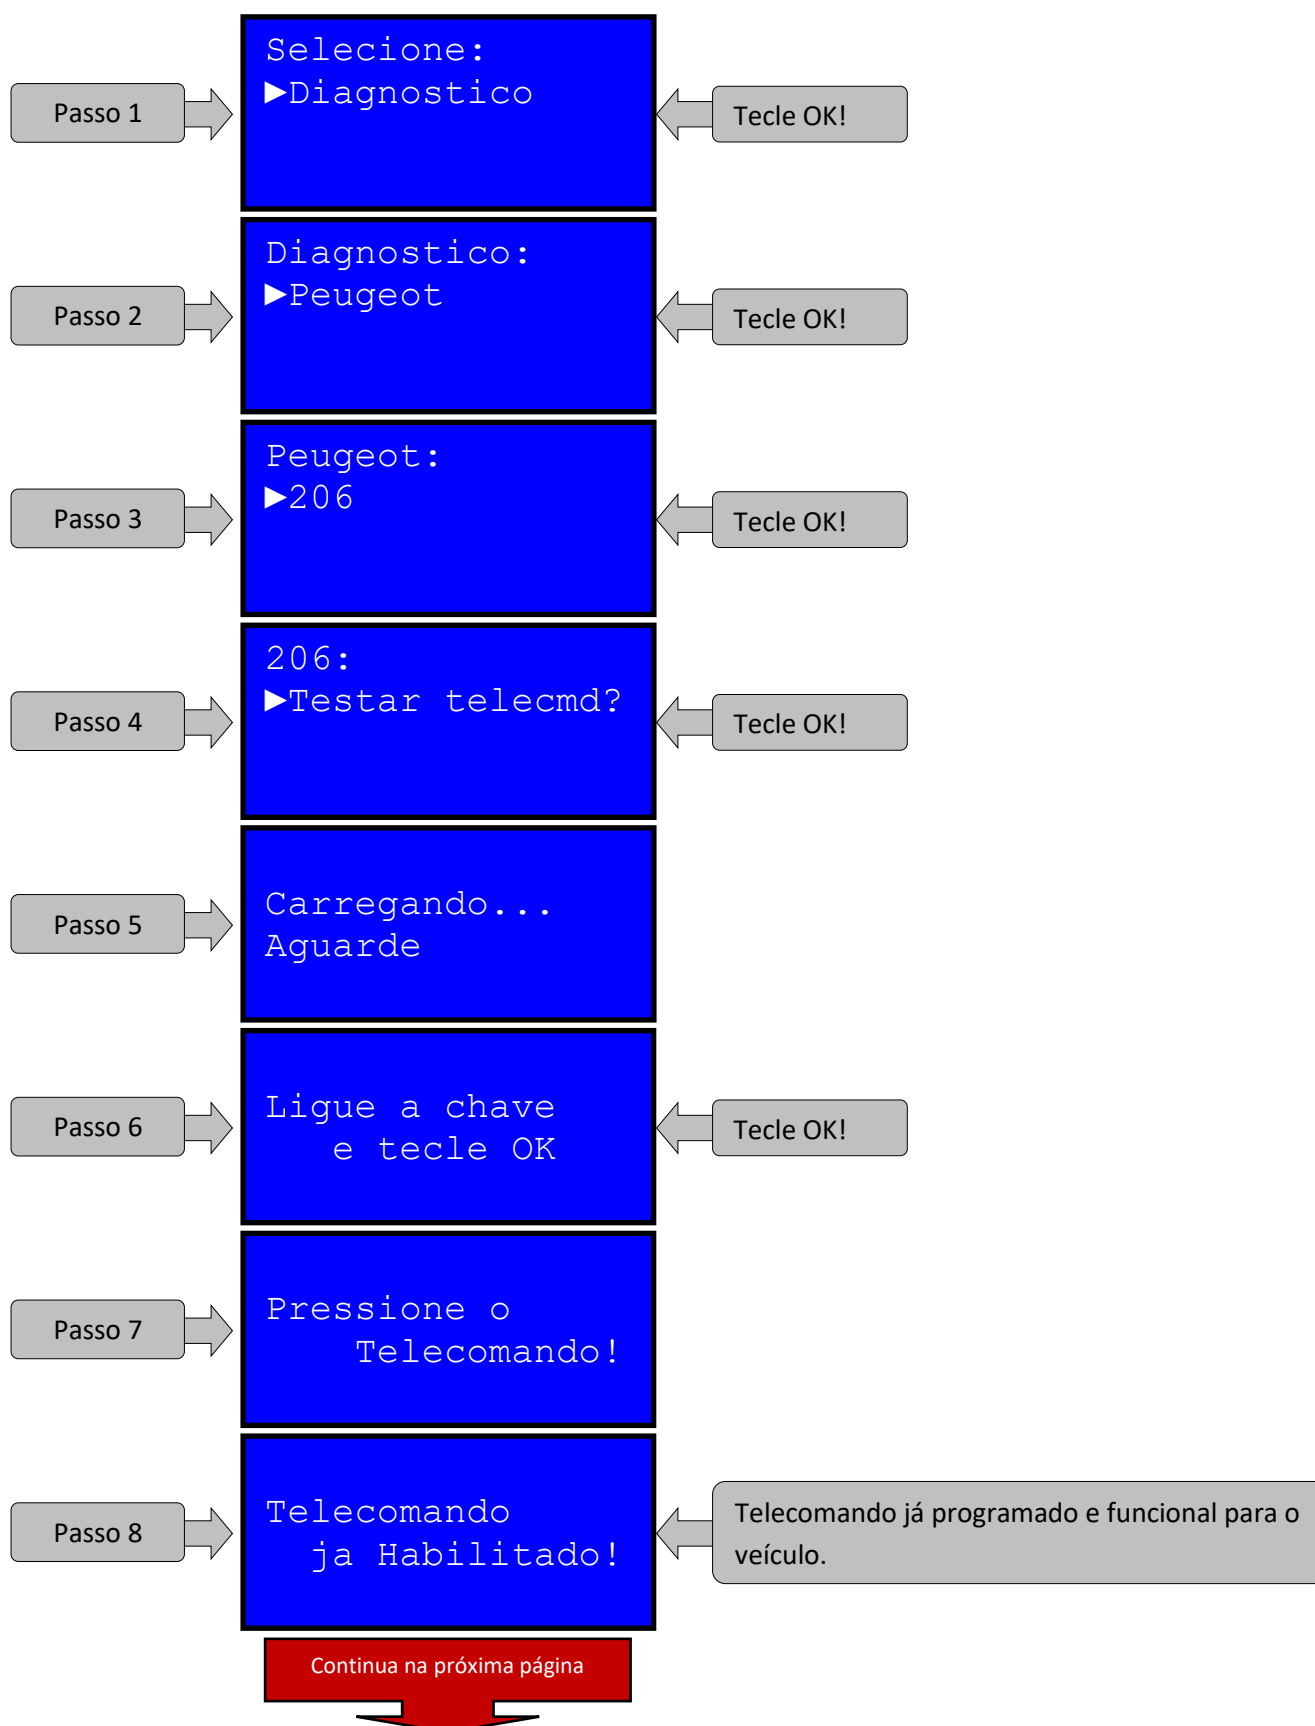 Selecione:
Passo 1
►Diagnostico
Tecle OK!
Diagnostico:
Passo 2
►Peugeot
Tecle OK!
Peugeot:
Passo 3
►206
Tecle OK!
206:
Passo 4
►Testar telecmd?
Tecle OK!
Passo 5
Carregando...
Aguarde
Passo 6
Ligue a chave
e tecle OK
Tecle OK!
Passo 7
Pressione o
Telecomando!
Passo 8
Telecomando
ja Habilitado!
Telecomando já programado e funcional para o
veículo.
Continua na próxima página